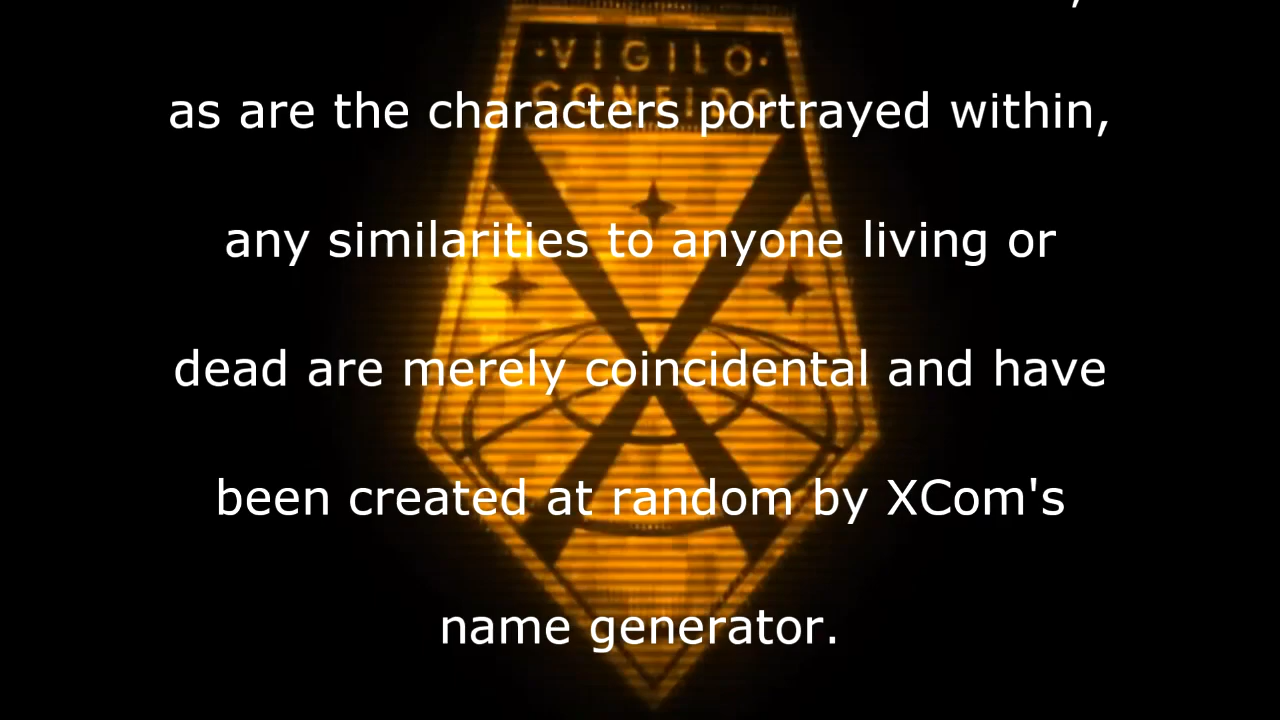 ·VIGILO·
CONFIDO
as are the characters portrayed within,
any similarities to anyone living or
dead are merely coincidental and have
been created at random by XCom's
name generator.